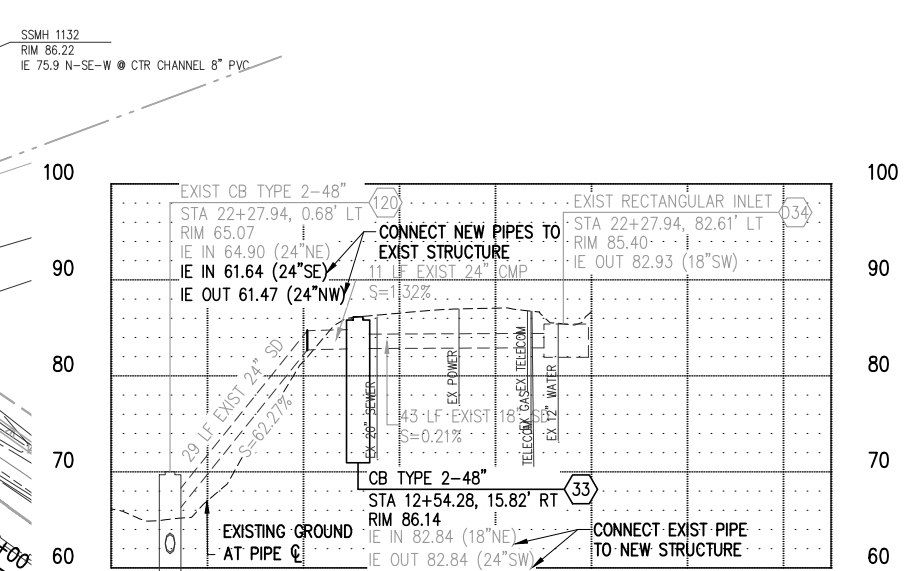 SSMH 1132
RIM 86.22
IE 75.9 N-SE-W @ CTR CHANNEL 8" PVC
100
100
EXIST CB TYPE 2-48"
120
STA 22+27.94, 0.68' LT
RIM 65.07
IE IN 64.90 (24"NE)
IE IN 61.64 (24"SE)
IE OUT 61.47 (24"NW)
CONNECT NEW PIPES TO
EXIST STRUCTURE
11 LF EXIST 24" CMP
S=1.32%
EXIST RECTANGULAR INLET
034
STA 22+27.94, 82.61' LT
RIM 85.40
IE OUT 82.93 (18"SW)
90
90
80
80
29 LF EXIST 24" SD
S=62.27%
EX 20" SEWER
EX POWER
EX TELECOM
EX GAS
TELECOM
EX 12" WATER
43 LF EXIST 18" SD
S=0.21%
70
70
CB TYPE 2-48"
33
STA 12+54.28, 15.82' RT
RIM 86.14
IE IN 82.84 (18"NE)
IE OUT 82.84 (24"SW)
CONNECT EXIST PIPE
TO NEW STRUCTURE
EXISTING GROUND
AT PIPE ℄
60
60